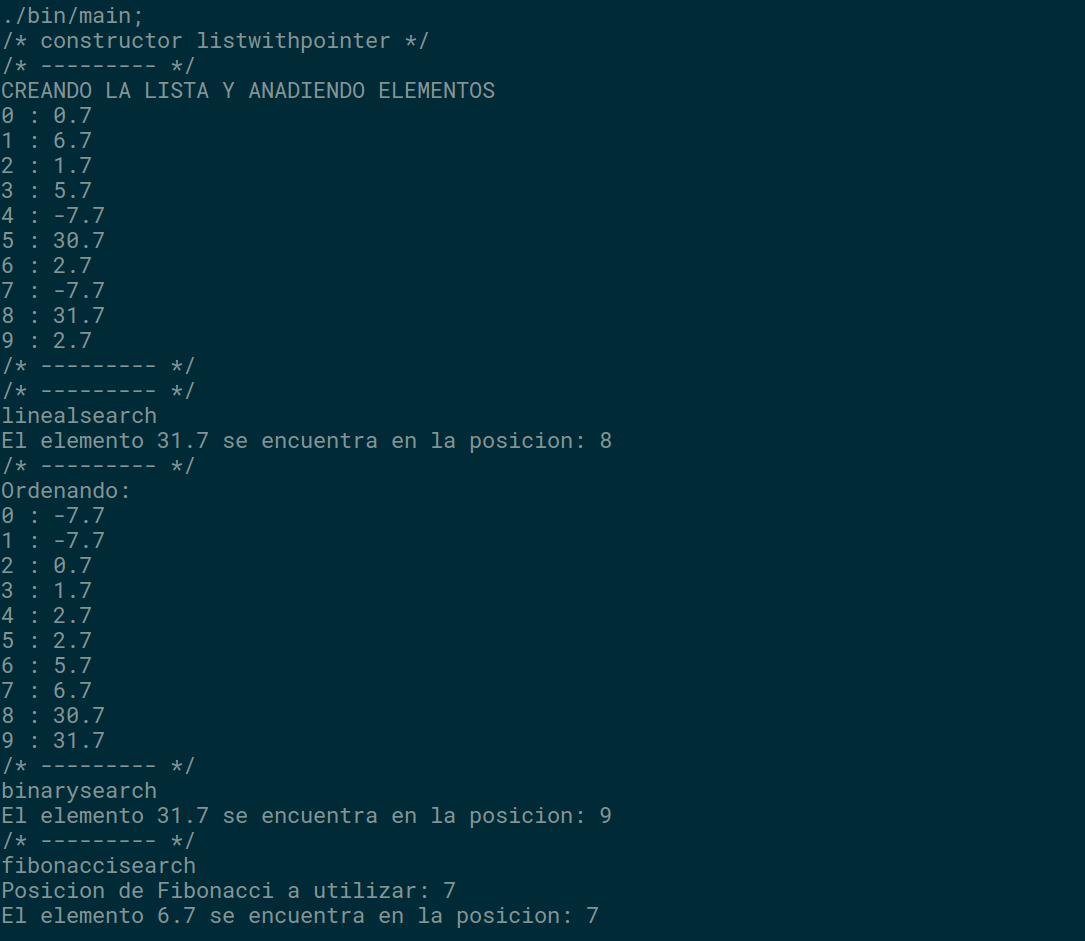 ./bin/main;
/* constructor listwithpointer */
/* --------- */
CREANDO LA LISTA Y ANADIENDO ELEMENTOS
0 : 0.7
1 : 6.7
2 : 1.7
3 : 5.7
4 : -7.7
5 : 30.7
6 : 2.7
7 : -7.7
8 : 31.7
9 : 2.7
/* --------- */
/* --------- */
linealsearch
El elemento 31.7 se encuentra en la posicion: 8
/* --------- */
Ordenando:
0 : -7.7
1 : -7.7
2 : 0.7
3 : 1.7
4 : 2.7
5 : 2.7
6 : 5.7
7 : 6.7
8 : 30.7
9 : 31.7
/* --------- */
binarysearch
El elemento 31.7 se encuentra en la posicion: 9
/* --------- */
fibonaccisearch
Posicion de Fibonacci a utilizar: 7
El elemento 6.7 se encuentra en la posicion: 7